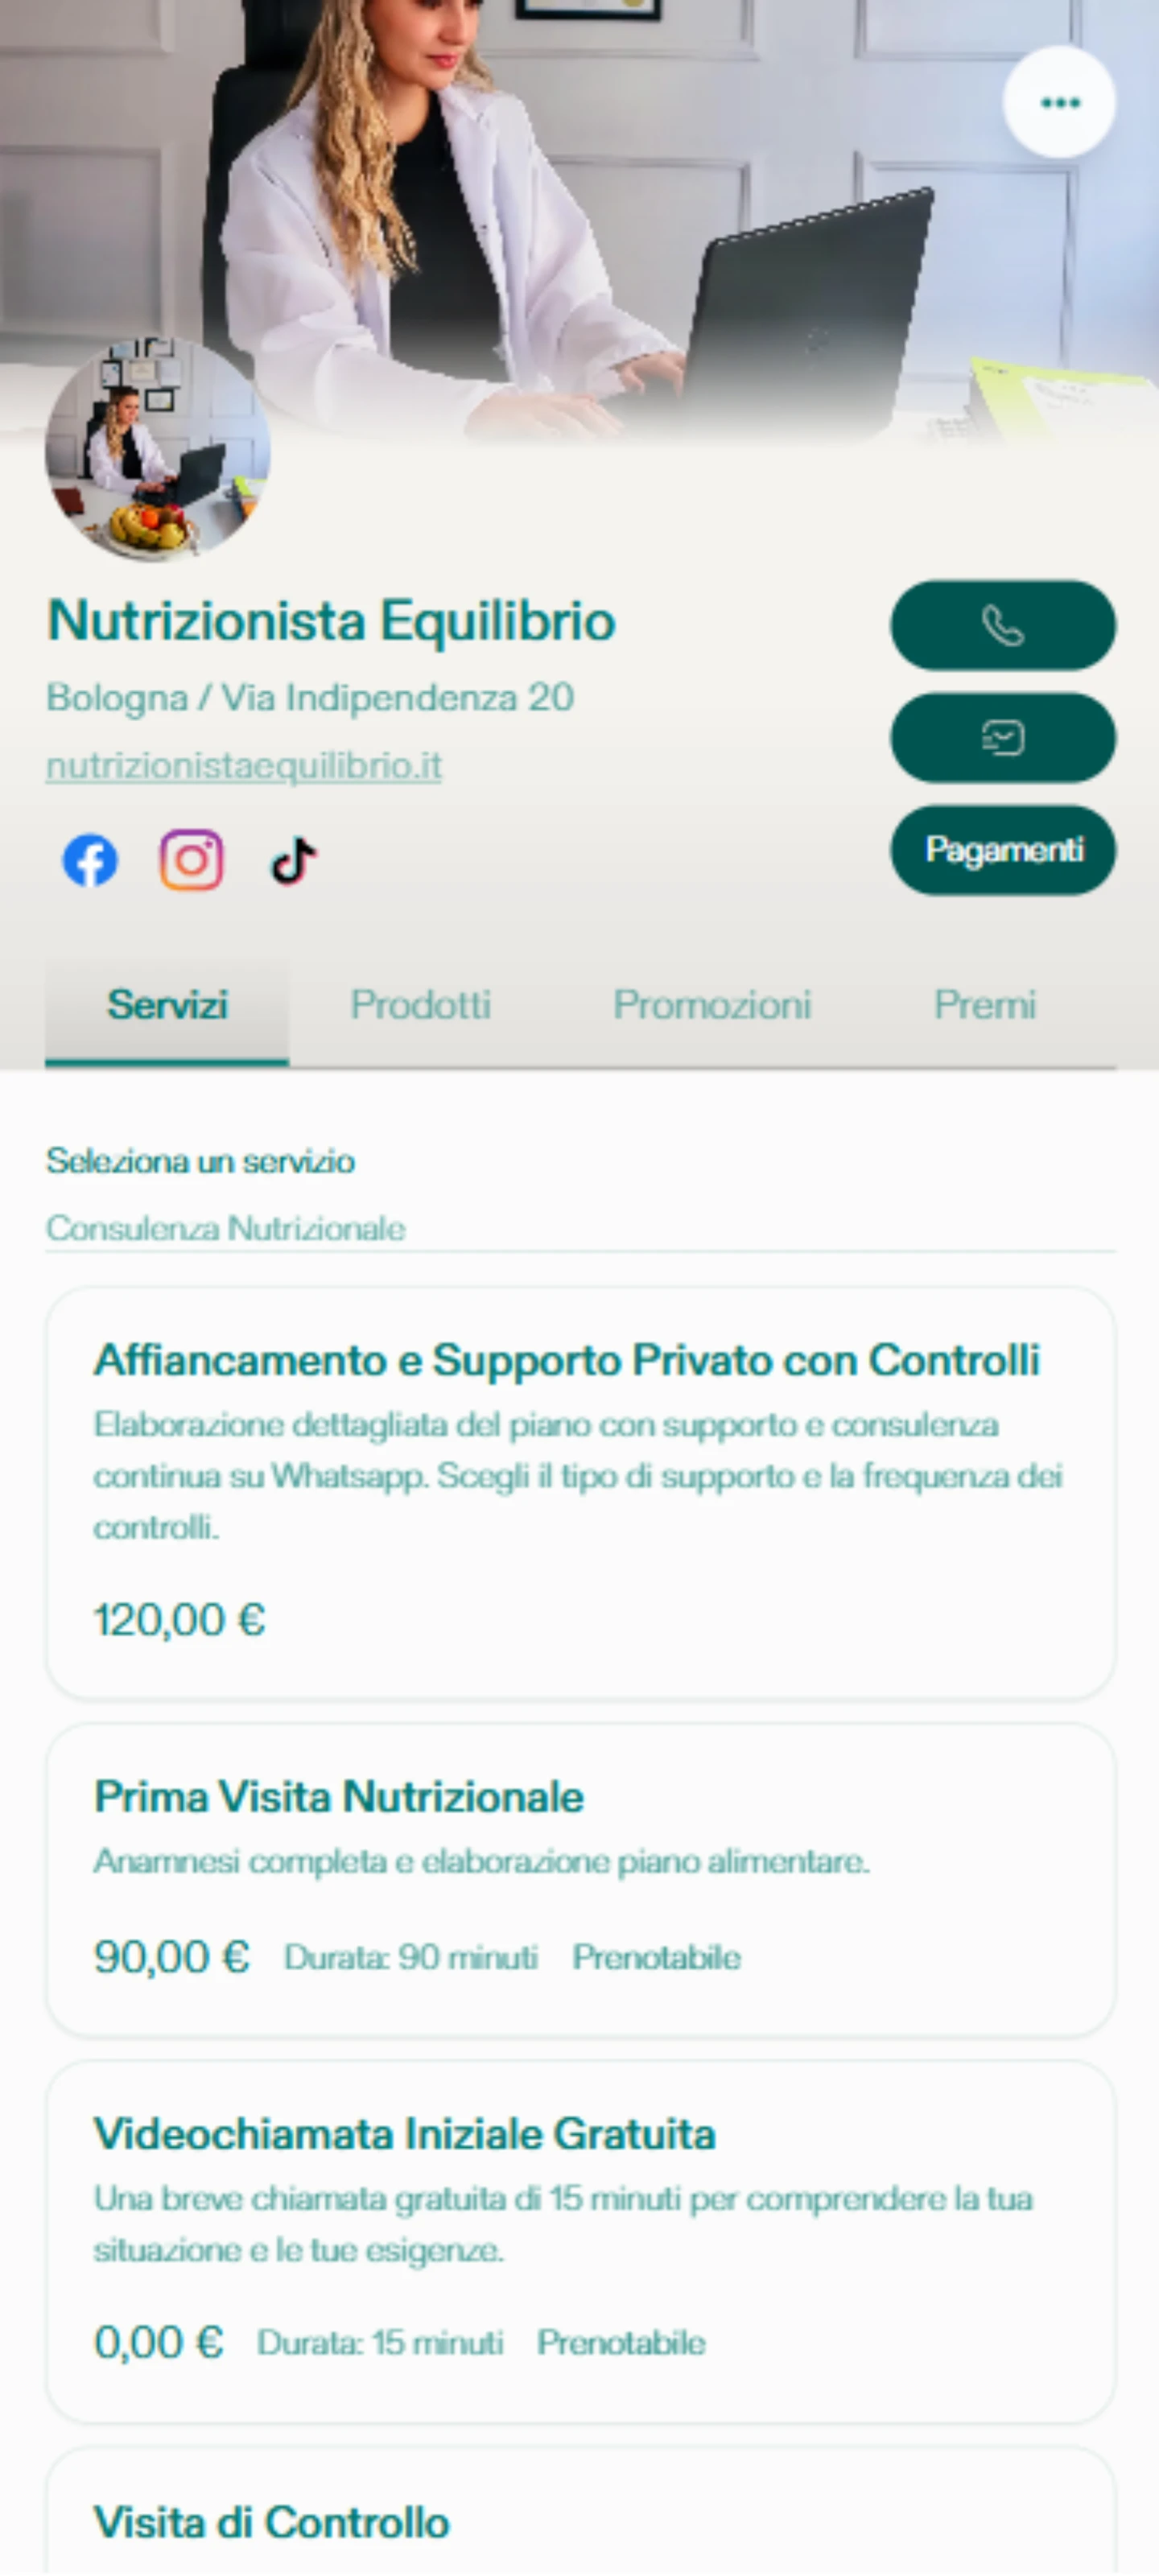 Nutrizionista Equilibrio
Bologna / Via Indipendenza 20
nutrizionistaequilibrio.it
Pagamenti
Servizi
Prodotti
Promozioni
Premi
Seleziona un servizio
Consulenza Nutrizionale
Affiancamento e Supporto Privato con Controlli
Elaborazione dettagliata del piano con supporto e consulenza
continua su Whatsapp. Scegli il tipo di supporto e la frequenza dei
controlli.
120,00 €
Prima Visita Nutrizionale
Anamnesi completa e elaborazione piano alimentare.
90,00 € Durata: 90 minuti Prenotabile
Videochiamata Iniziale Gratuita
Una breve chiamata gratuita di 15 minuti per comprendere la tua
situazione e le tue esigenze.
0,00 € Durata: 15 minuti Prenotabile
Visita di Controllo